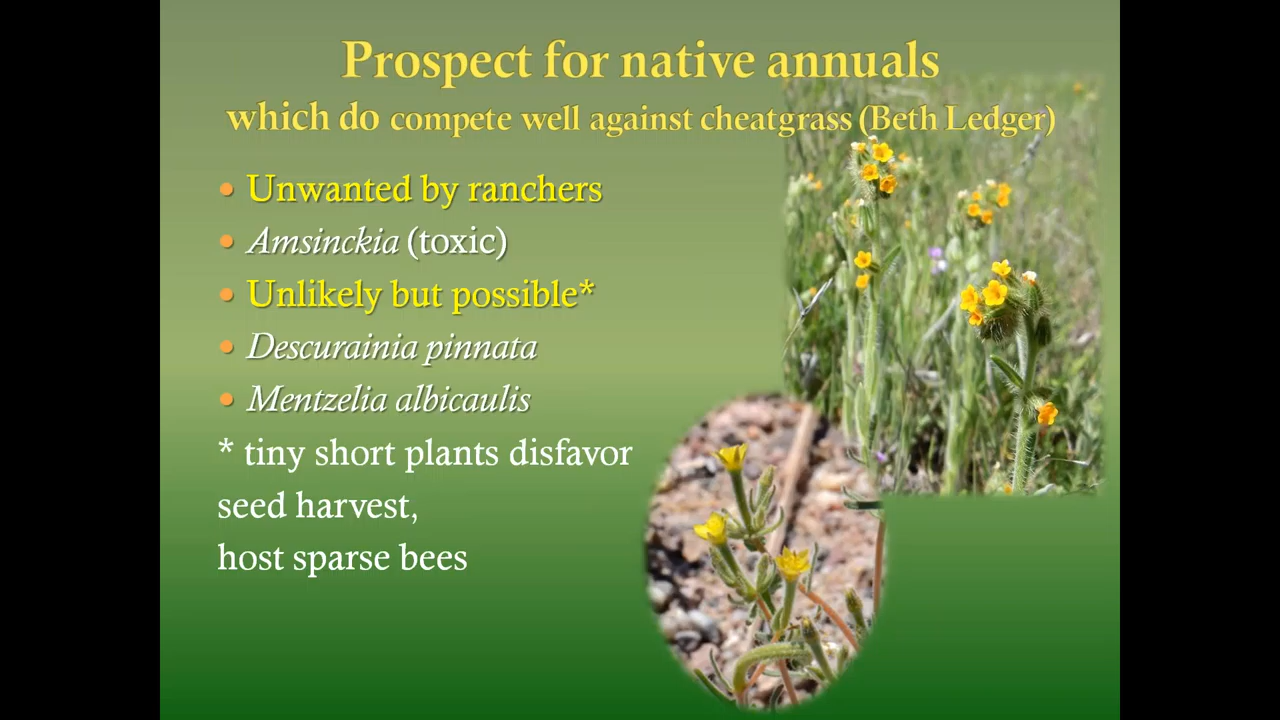 Prospect for native annuals
which do compete well against cheatgrass (Beth Ledger)
• Unwanted by ranchers
• Amsinckia (toxic)
• Unlikely but possible*
• Descurainia pinnata
• Mentzelia albicaulis
* tiny short plants disfavor
seed harvest,
host sparse bees